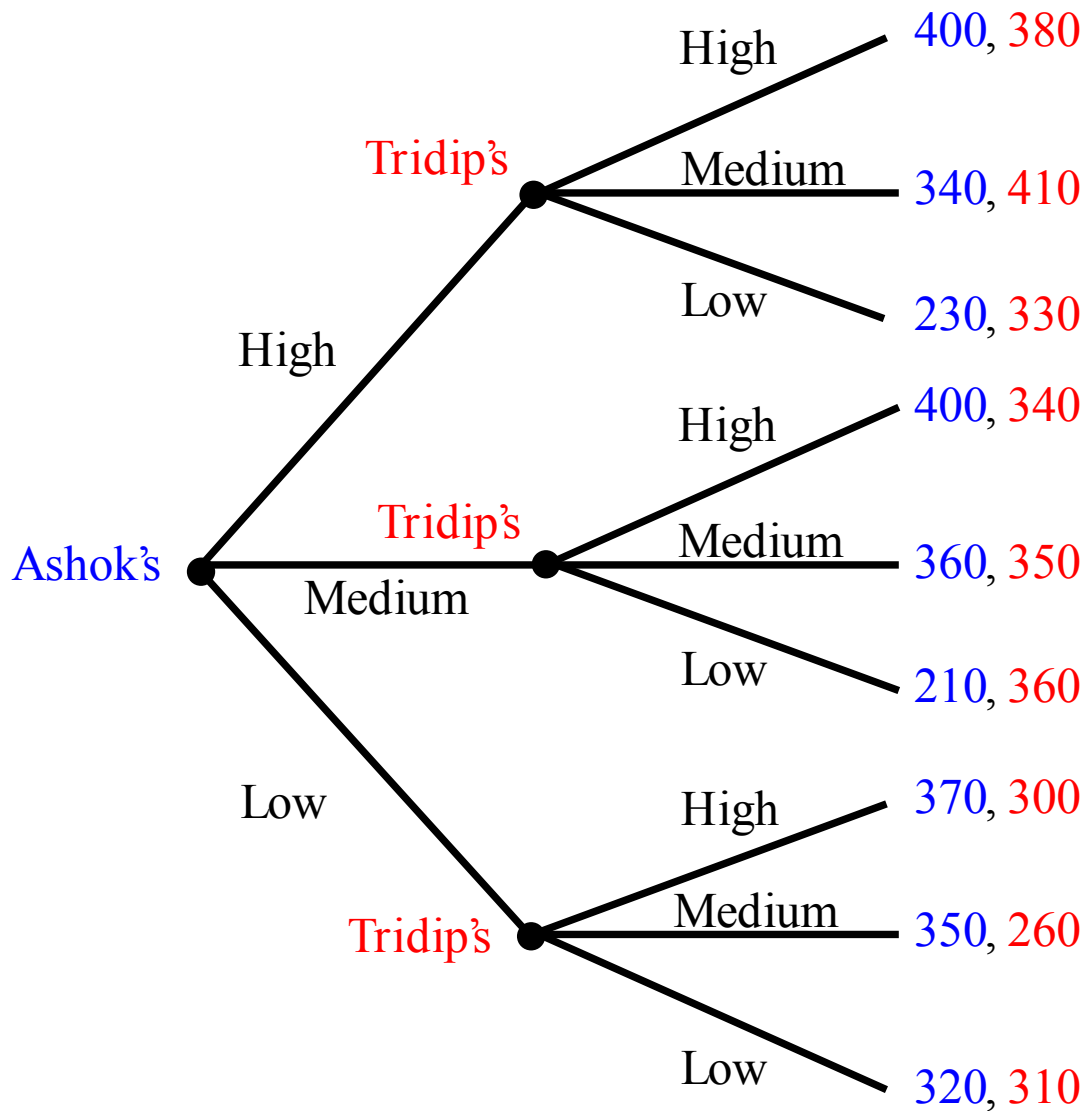 400, 380
High
Tridip's
Medium
340, 410
Low
230, 330
High
400, 340
High
Tridip's
Medium
360, 350
Ashok's
Medium
Low
210, 360
Low
High
370, 300
Medium
350, 260
Tridip's
Low
320, 310